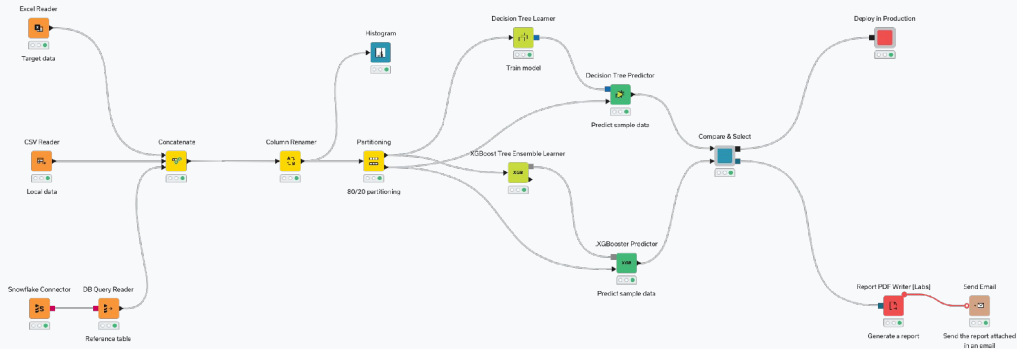 Excel Reader
Target data
CSV Reader
Local data
Snowflake Connector
DB Query Reader
Reference table
Concatenate
Column Renamer
Histogram
Partitioning
80/20 partitioning
Decision Tree Learner
Train model
Decision Tree Predictor
Predict sample data
XGBoost Tree Ensemble Learner
XGB
XGBooster Predictor
XGB
Predict sample data
Compare & Select
Deploy in Production
Report PDF Writer [Labs]
Generate a report
Send Email
Send the report attached
in an email